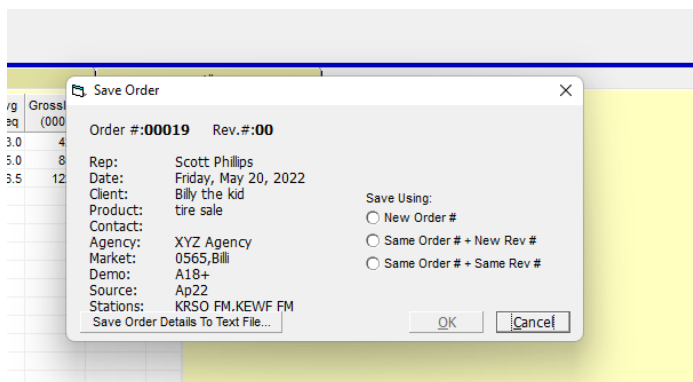 Save Order
Order #:00019 Rev.#:00
Rep: Scott Phillips
Date: Friday, May 20, 2022
Client: Billy the kid
Product: tire sale
Contact:
Agency: XYZ Agency
Market: 0565,Billi
Demo: A18+
Source: Ap22
Stations: KRSO FM.KEWF FM
Save Using:
New Order #
Same Order # + New Rev #
Same Order # + Same Rev #
Save Order Details To Text File...
OK
Cancel
(000
3.0 4
5.0 8
6.5 12